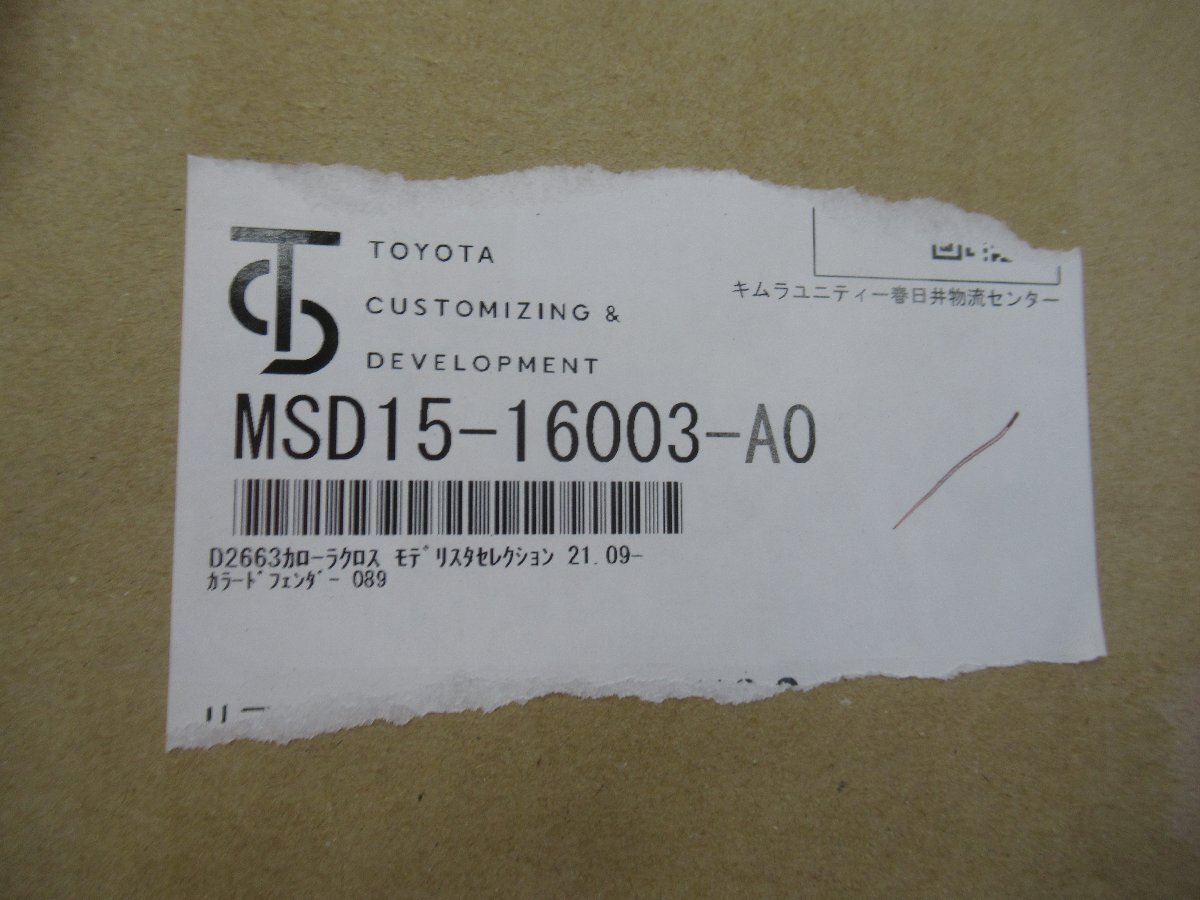 TOYOTA
CUSTOMIZING &
DEVELOPMENT
キムラユニティー春日井物流センター
MSD15-16003-A0
D2663ｶﾛｰﾗｸﾛｽ ﾓﾃﾞﾘｽﾀｾﾚｸｼｮﾝ 21.09-
ｶﾗｰﾄﾞﾌｪﾝﾀﾞｰ 089